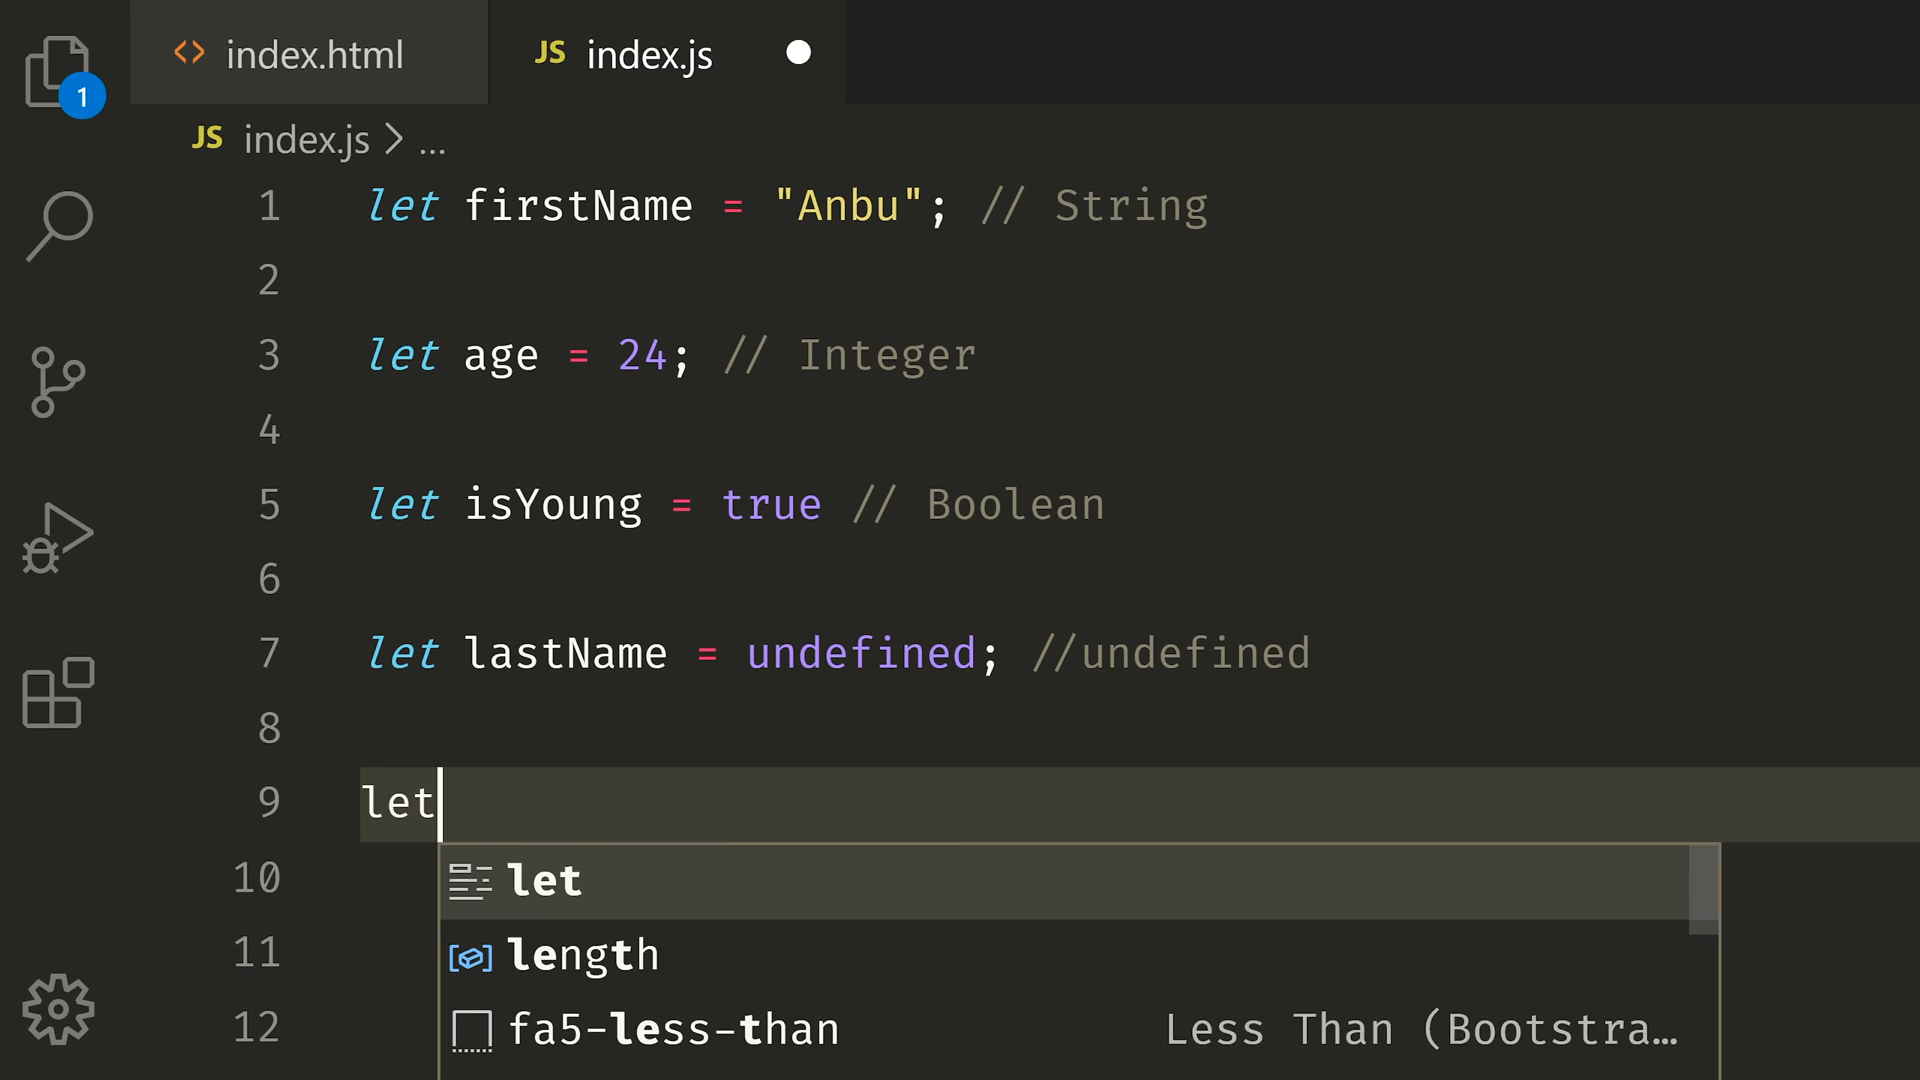 <> index.html
JS index.js
1
JS index.js > ...
1 let firstName = "Anbu"; // String
2
3 let age = 24; // Integer
4
5 let isYoung = true // Boolean
6
7 let lastName = undefined; //undefined
8
9 let
10 let
11 length
12 fa5-less-than Less Than (Bootstra…